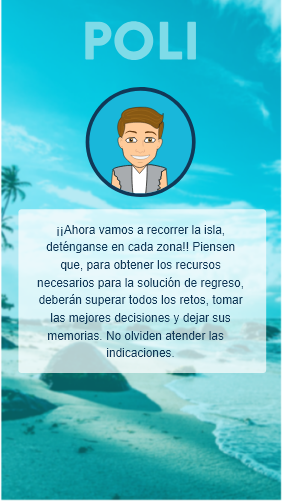 POLI
¡¡Ahora vamos a recorrer la isla,
deténganse en cada zona!! Piensen
que, para obtener los recursos
necesarios para la solución de regreso,
deberán superar todos los retos, tomar
las mejores decisiones y dejar sus
memorias. No olviden atender las
indicaciones.